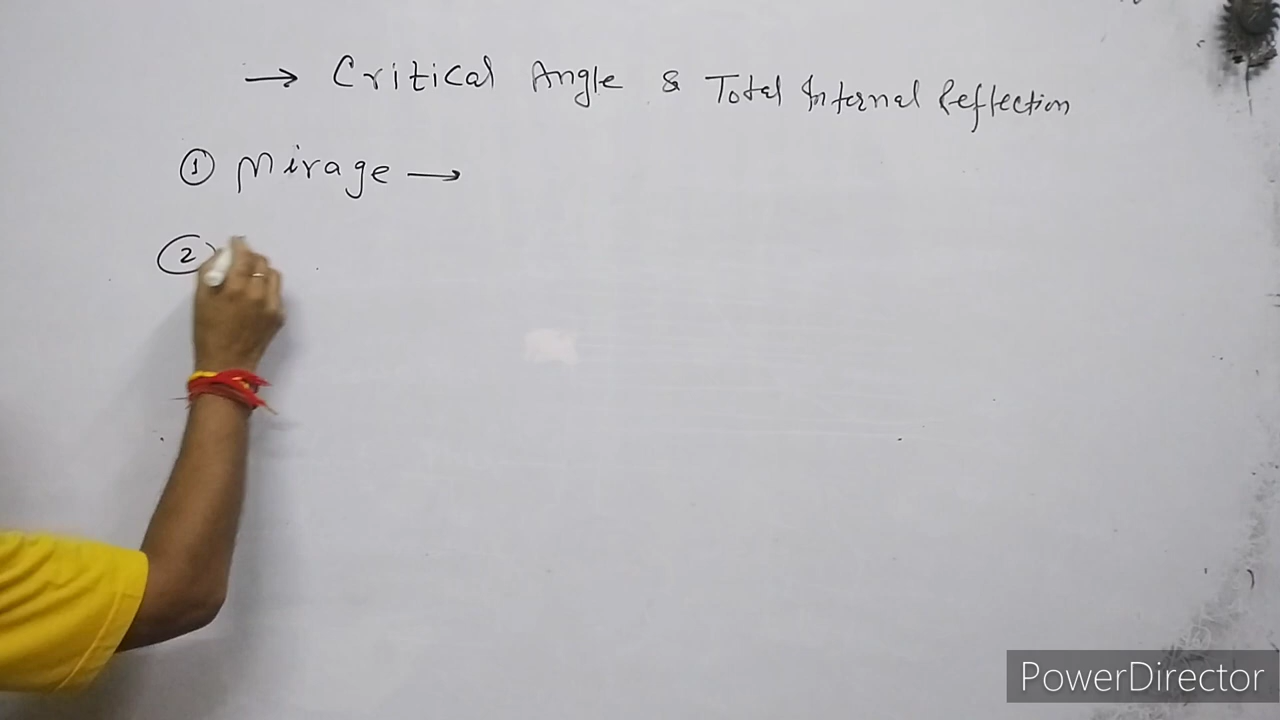 → Critical Angle & Total Internal Reflection
① Mirage →
②
PowerDirector